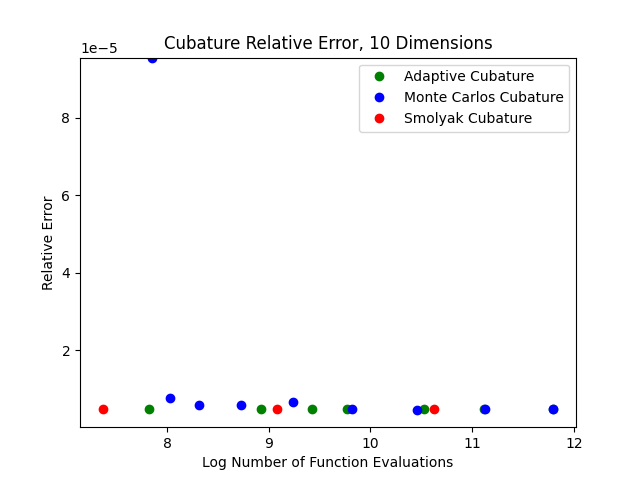 Cubature Relative Error, 10 Dimensions
1e−5
Adaptive Cubature
Monte Carlos Cubature
Smolyak Cubature
8
6
4
2
Relative Error
8 9 10 11 12
Log Number of Function Evaluations